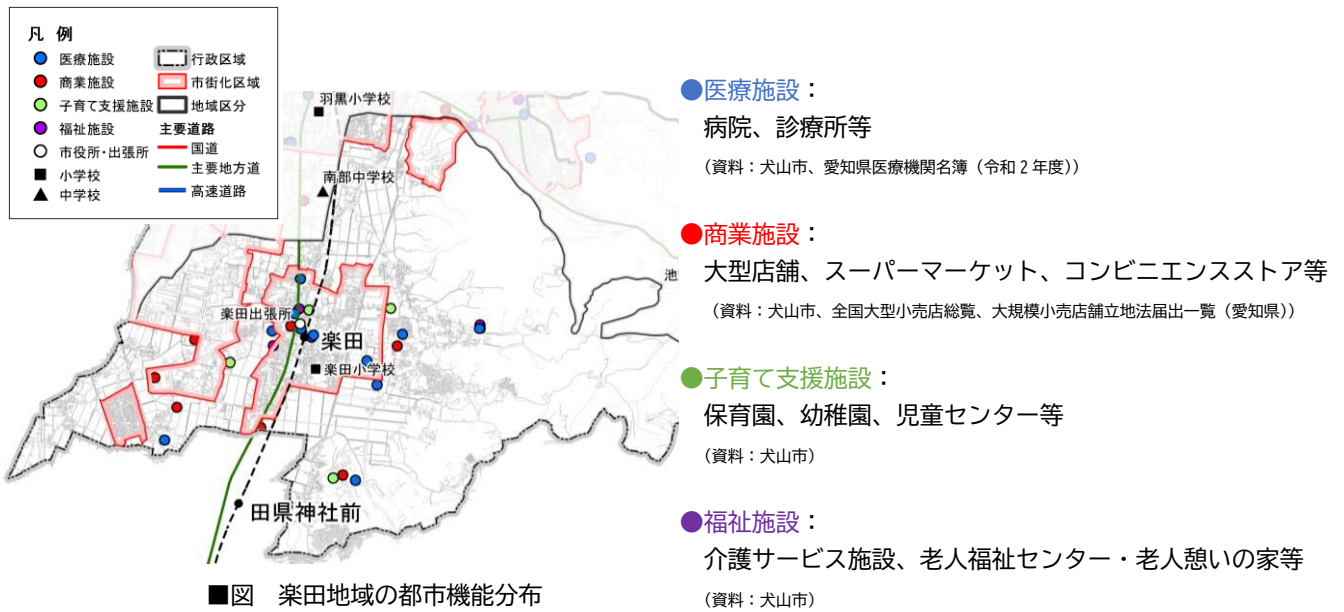 凡 例
医療施設
商業施設
子育て支援施設
福祉施設
市役所・出張所
小学校
中学校
行政区域
市街化区域
地域区分
主要道路
国道
主要地方道
高速道路
羽黒小学校
南部中学校
池
楽田出張所
楽田
楽田小学校
田県神社前
■図 楽田地域の都市機能分布
●医療施設：
病院、診療所等
（資料：犬山市、愛知県医療機関名簿（令和２年度））
●商業施設：
大型店舗、スーパーマーケット、コンビニエンスストア等
（資料：犬山市、全国大型小売店総覧、大規模小売店舗立地法届出一覧（愛知県））
●子育て支援施設：
保育園、幼稚園、児童センター等
（資料：犬山市）
●福祉施設：
介護サービス施設、老人福祉センター・老人憩いの家等
（資料：犬山市）